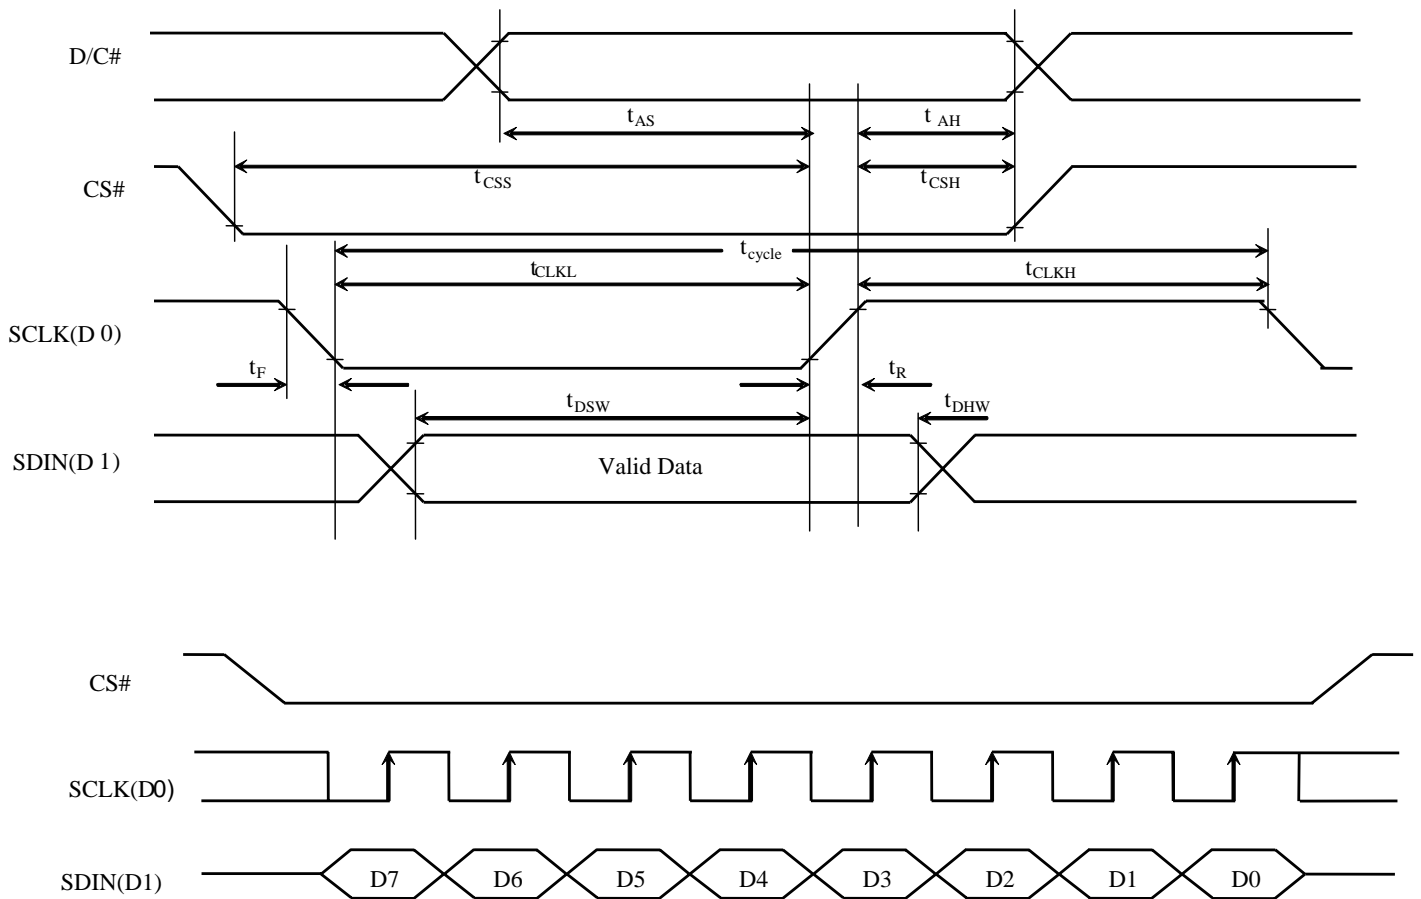 D/C#
tAS
t AH
CS#
tCSS
tCSH
tcycle
tCLKL
tCLKH
SCLK(D 0)
tF
tR
tDSW
tDHW
SDIN(D 1)
Valid Data
CS#
SCLK(D0)
SDIN(D1)
D7 D6 D5 D4 D3 D2 D1 D0